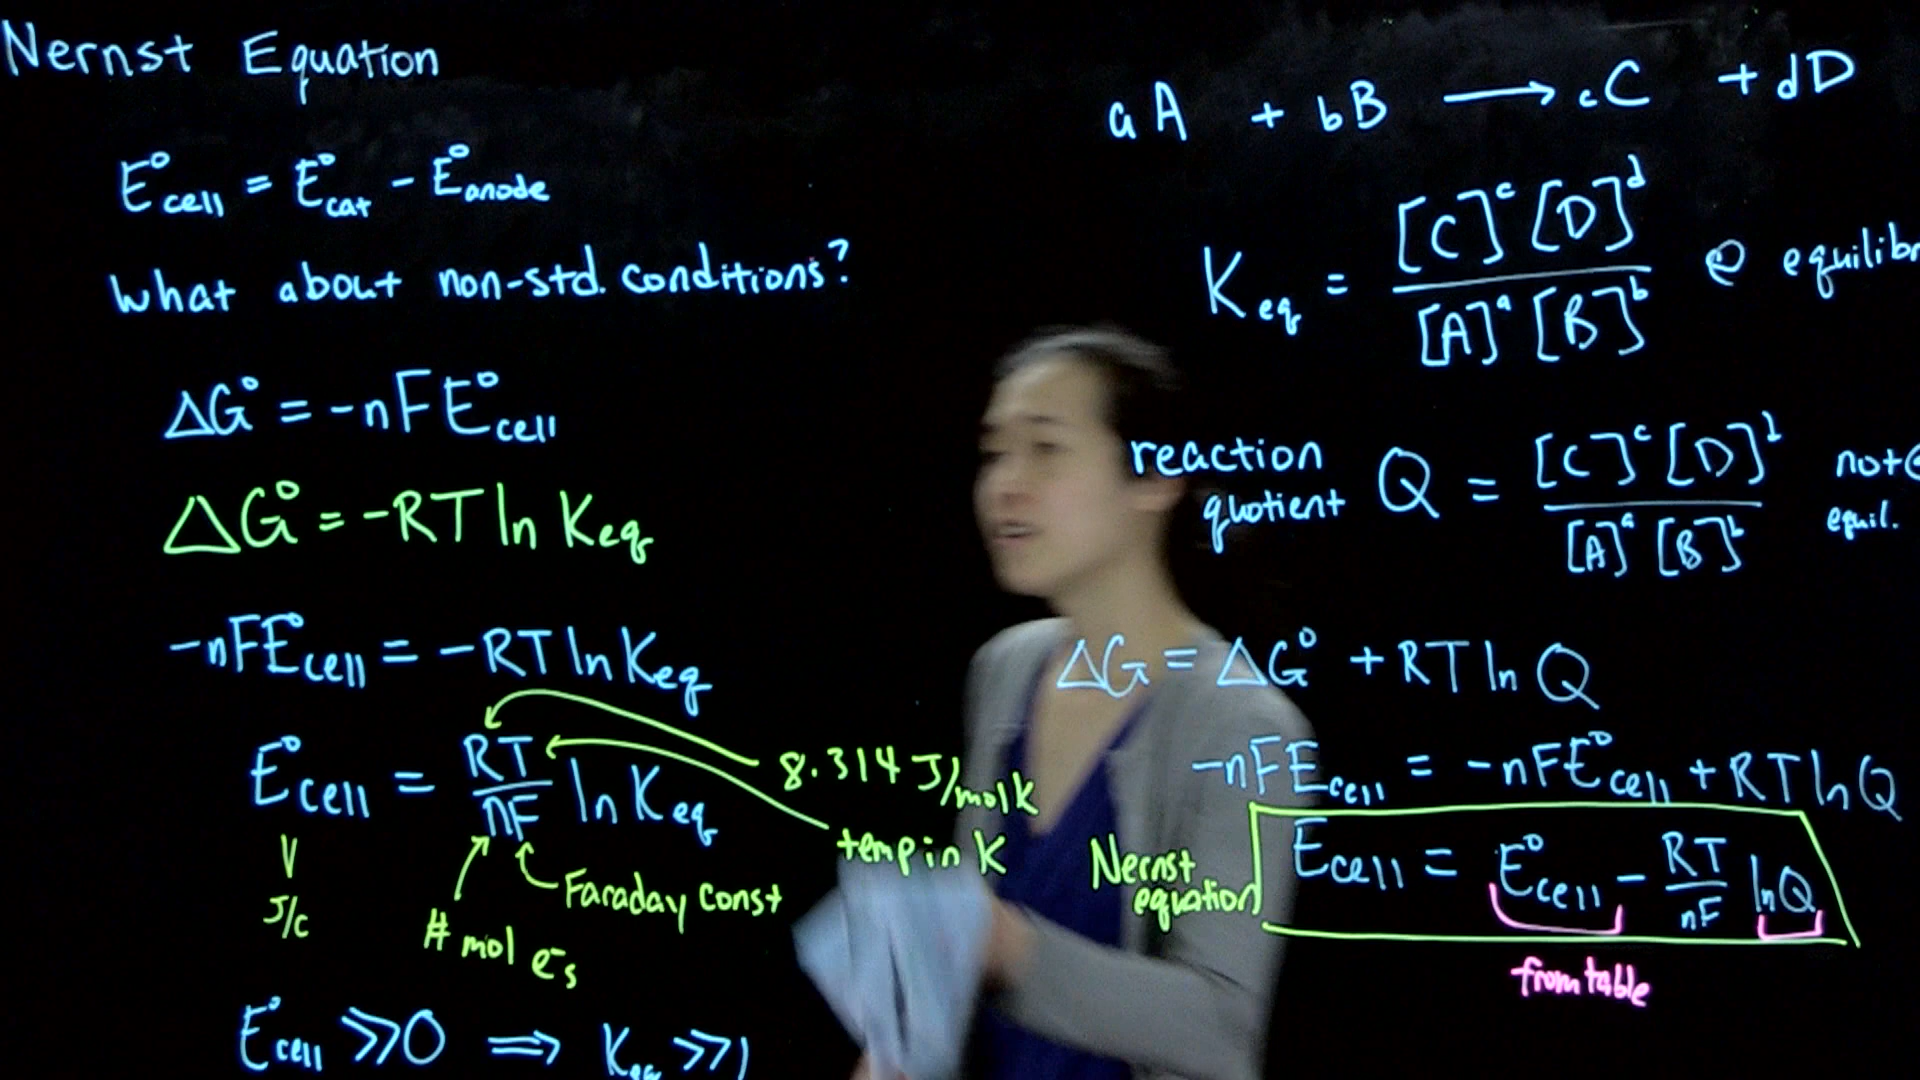 Nernst Equation
E°cell = E°cat - E°anode
What about non-std. conditions?
ΔG° = -nFE°cell
ΔG° = -RT ln Keq
-nFE°cell = -RT ln Keq
E°cell = RT/nF ln Keq
8.314 J/mol K
temp in K
V
J/C
Faraday const
# mol e⁻s
E°cell >> 0 ⇒ Keq >> 1
aA + bB → cC + dD
Keq = [C]^c [D]^d / [A]^a [B]^b @
reaction quotient Q = [C]^c [D]^d / [A]^a [B]^b not @
equil.
ΔG = ΔG° + RT ln Q
-nFEcell = -nFE°cell + RT ln Q
Nernst equation
Ecell = E°cell - RT/nF ln Q
from table